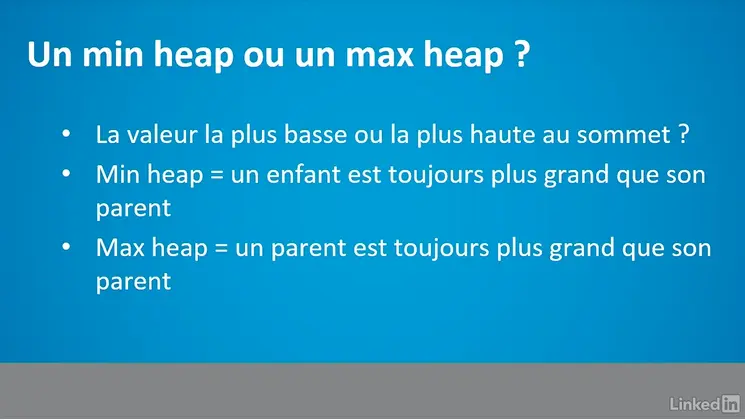 Un min heap ou un max heap ?
• La valeur la plus basse ou la plus haute au sommet ?
• Min heap = un enfant est toujours plus grand que son
parent
• Max heap = un parent est toujours plus grand que son
parent
Linked in